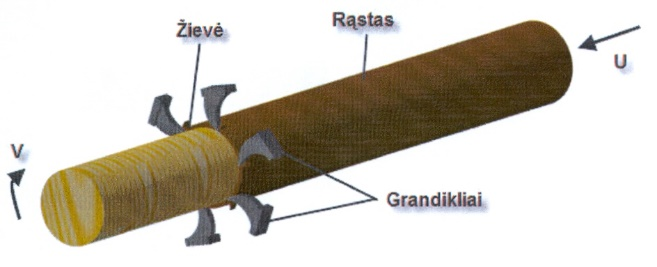 Žievė
Rąstas
U
V
Grandikliai